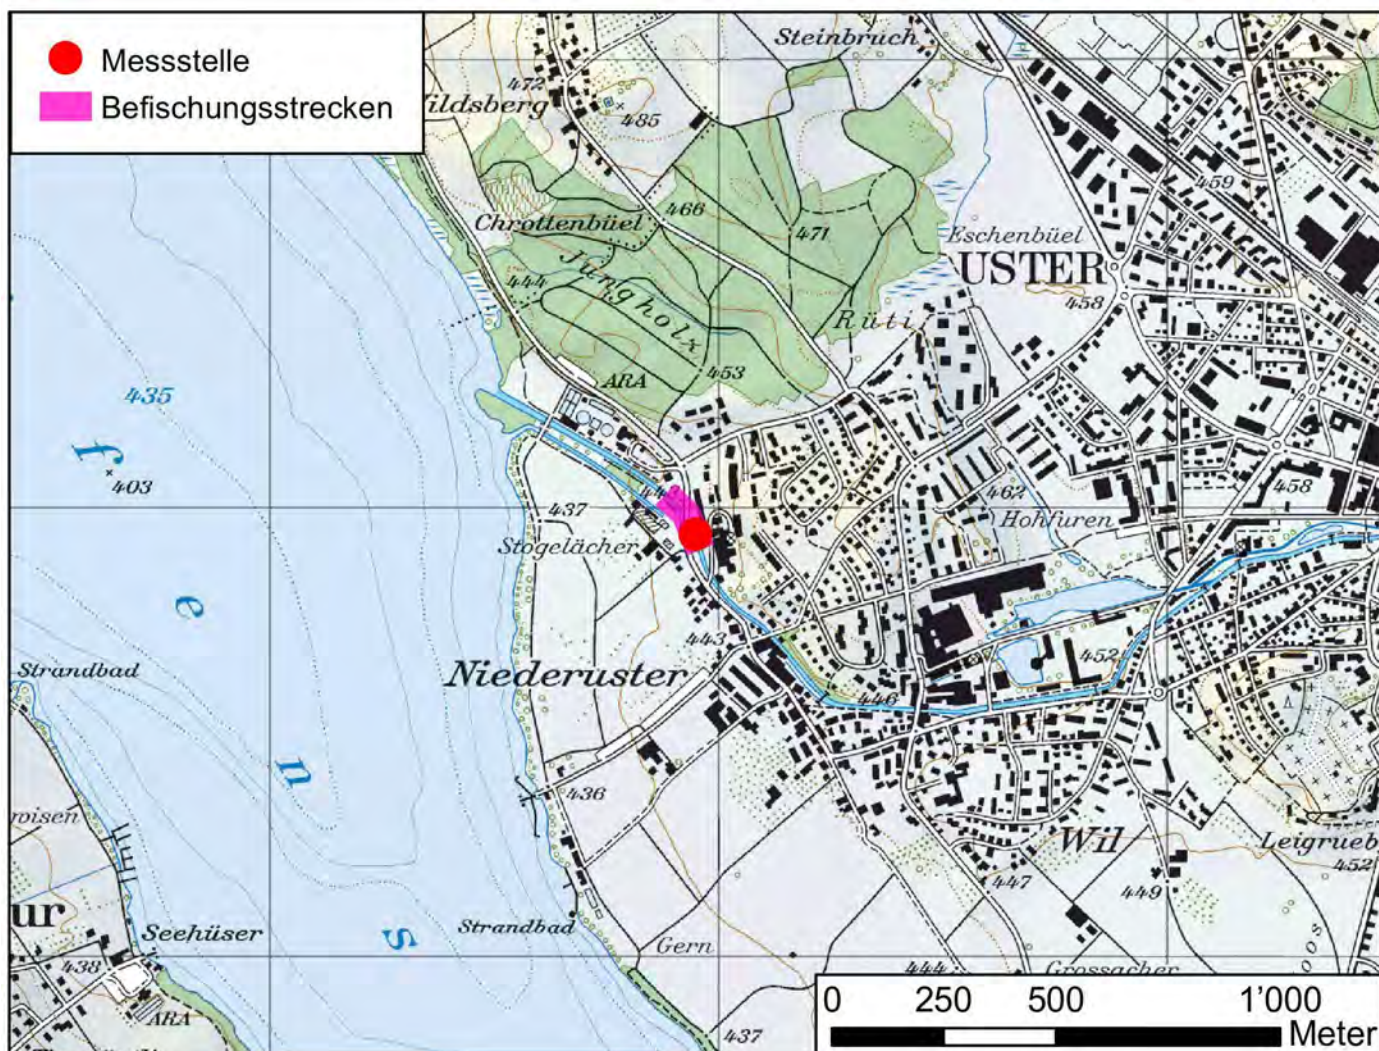 Messstelle
Befischungsstrecken
Steinbruch
472
485
459
466
Chrottenbüel
471
Eschenbüel
USTER
444
Jungholz
458
Rüti
453
ARA
435
f
403
437
462
458
Hohfuren
Stogelächer
e
443
452
Strandbad
Niederuster
446
n
436
Wil
Leigrueb
452
447
449
ur
Seehüser
s
Strandbad
Gern
438
444
Grossacher
oos
ARA
437
0 250 500 1'000
Meter